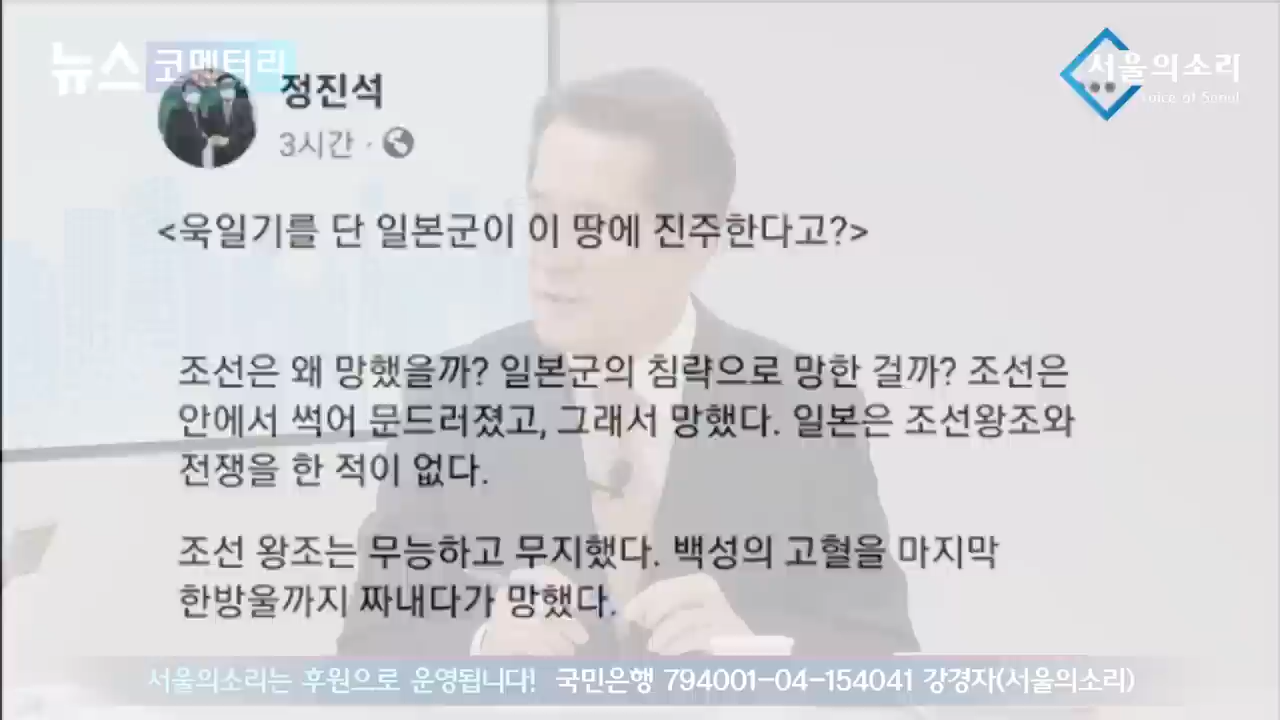 뉴스 코멘터리
서울의소리
Voice of Seoul
정진석
3시간 ·
<욱일기를 단 일본군이 이 땅에 진주한다고?>
조선은 왜 망했을까? 일본군의 침략으로 망한 걸까? 조선은
안에서 썩어 문드러졌고, 그래서 망했다. 일본은 조선왕조와
전쟁을 한 적이 없다.
조선 왕조는 무능하고 무지했다. 백성의 고혈을 마지막
한방울까지 짜내다가 망했다.
서울의소리는 후원으로 운영됩니다! 국민은행 794001-04-154041 강경자(서울의소리)